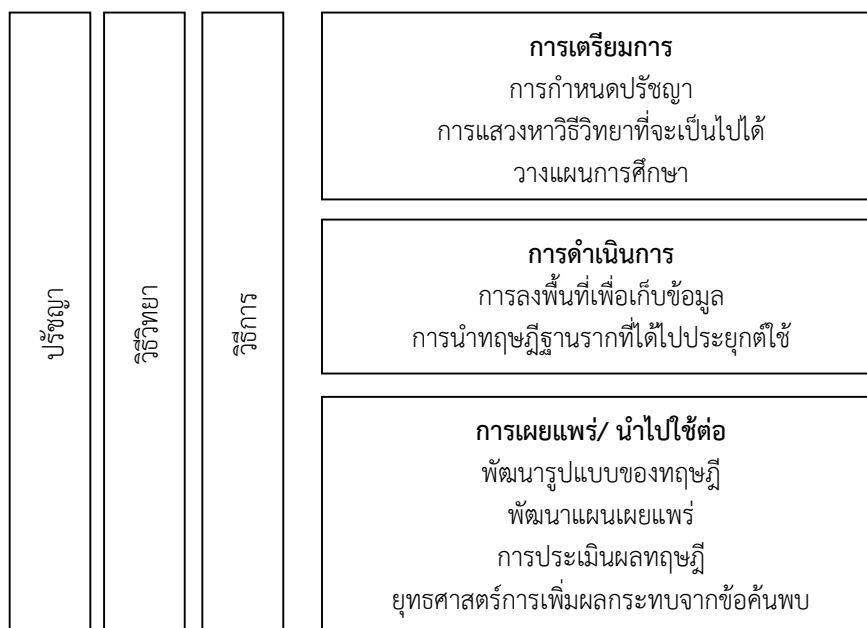 ปรัชญา
วิธีวิทยา
วิธีการ
การเตรียมการ
การกำหนดปรัชญา
การแสวงหาวิธีวิทยาที่จะเป็นไปได้
วางแผนการศึกษา
การดำเนินการ
การลงพื้นที่เพื่อเก็บข้อมูล
การนำทฤษฎีฐานรากที่ได้ไปประยุกต์ใช้
การเผยแพร่/ นำไปใช้ต่อ
พัฒนารูปแบบของทฤษฎี
พัฒนาแผนเผยแพร่
การประเมินผลทฤษฎี
ยุทธศาสตร์การเพิ่มผลกระทบจากข้อค้นพบ